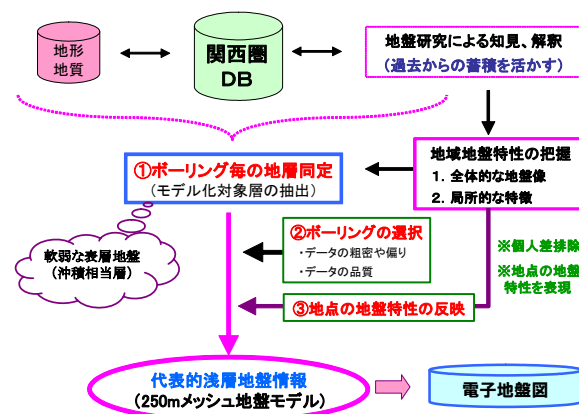 地形
地質
関西圏
DB
地盤研究による知見、解釈
(過去からの蓄積を活かす)
①ボーリング毎の地層同定
(モデル化対象層の抽出)
地域地盤特性の把握
1. 全体的な地盤像
2. 局所的な特徴
軟弱な表層地盤
(沖積相当層)
②ボーリングの選択
・データの粗密や偏り
・データの品質
※個人差排除
※地点の地盤
特性を表現
③地点の地盤特性の反映
代表的浅層地盤情報
(250mメッシュ地盤モデル)
電子地盤図